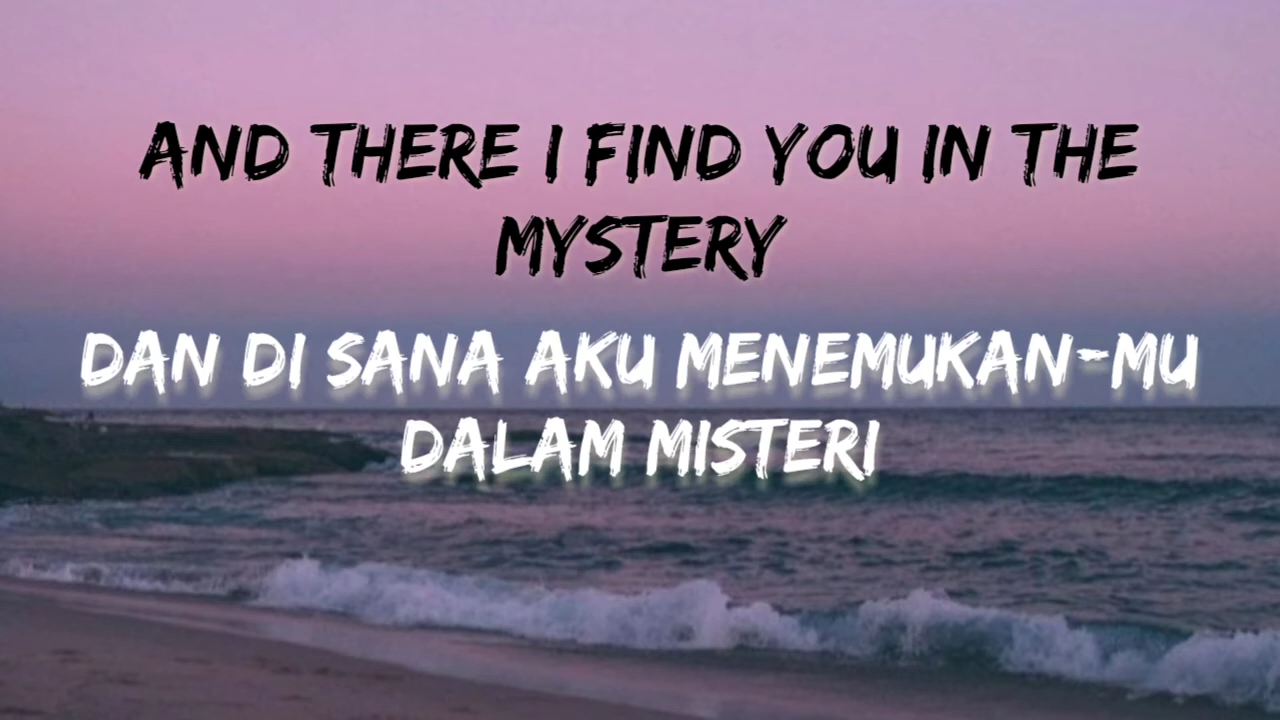 AND THERE I FIND YOU IN THE
MYSTERY
DAN DI SANA AKU MENEMUKAN-MU
DALAM MISTERI